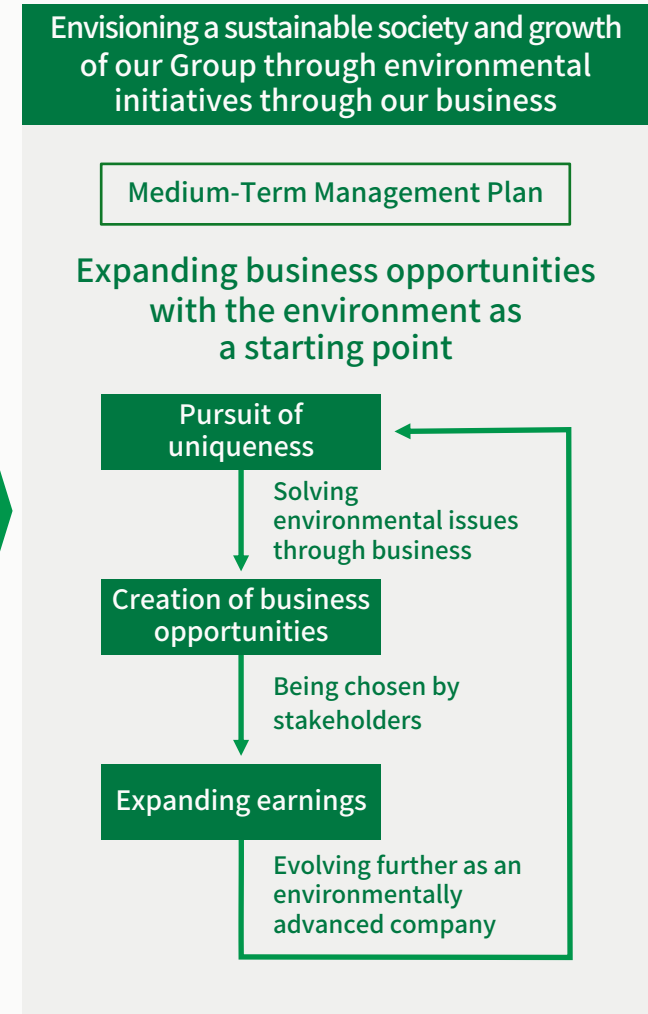 Envisioning a sustainable society and growth
of our Group through environmental
initiatives through our business
Medium-Term Management Plan
Expanding business opportunities
with the environment as
a starting point
Pursuit of
uniqueness
Solving
environmental issues
through business
Creation of business
opportunities
Being chosen by
stakeholders
Expanding earnings
Evolving further as an
environmentally
advanced company